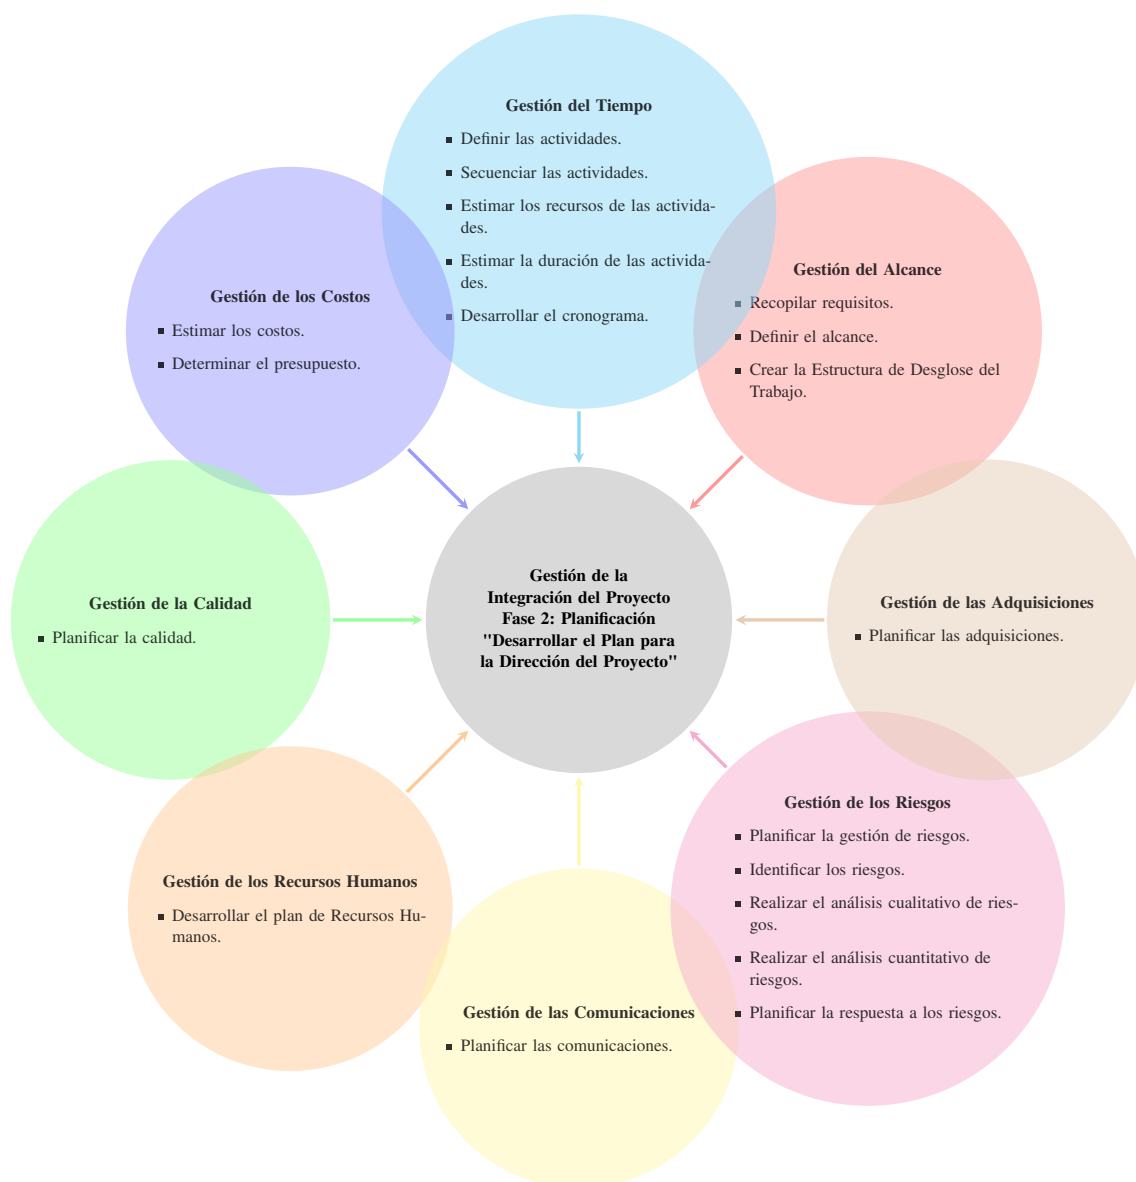 Gestión del Tiempo
▪ Definir las actividades.
▪ Secuenciar las actividades.
▪ Estimar los recursos de las activida-
des.
▪ Estimar la duración de las activida-
des.
▪ Desarrollar el cronograma.
Gestión del Alcance
▪ Recopilar requisitos.
▪ Definir el alcance.
▪ Crear la Estructura de Desglose del
Trabajo.
Gestión de los Costos
▪ Estimar los costos.
▪ Determinar el presupuesto.
Gestión de la Calidad
▪ Planificar la calidad.
Gestión de la
Integración del Proyecto
Fase 2: Planificación
"Desarrollar el Plan para
la Dirección del Proyecto"
Gestión de las Adquisiciones
▪ Planificar las adquisiciones.
Gestión de los Riesgos
▪ Planificar la gestión de riesgos.
▪ Identificar los riesgos.
▪ Realizar el análisis cualitativo de ries-
gos.
▪ Realizar el análisis cuantitativo de
riesgos.
▪ Planificar la respuesta a los riesgos.
Gestión de los Recursos Humanos
▪ Desarrollar el plan de Recursos Hu-
manos.
Gestión de las Comunicaciones
▪ Planificar las comunicaciones.